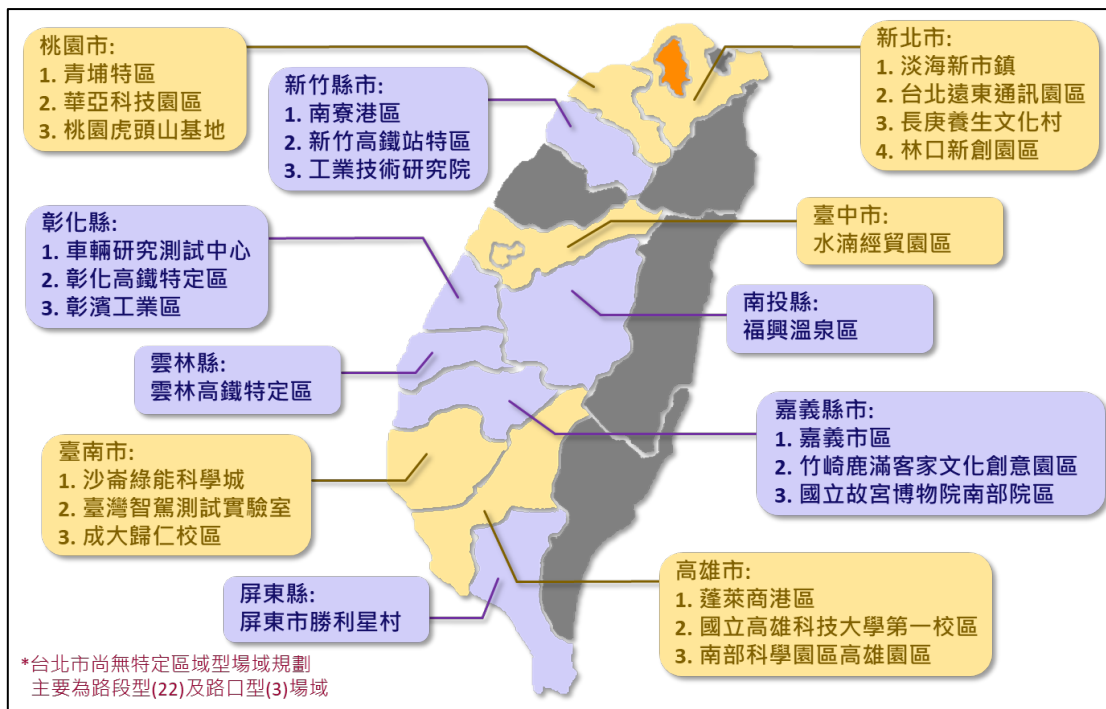 桃園市:
1. 青埔特區
2. 華亞科技園區
3. 桃園虎頭山基地
新竹縣市:
1. 南寮港區
2. 新竹高鐵站特區
3. 工業技術研究院
新北市:
1. 淡海新市鎮
2. 台北遠東通訊園區
3. 長庚養生文化村
4. 林口新創園區
彰化縣:
1. 車輛研究測試中心
2. 彰化高鐵特定區
3. 彰濱工業區
臺中市:
水湳經貿園區
南投縣:
福興溫泉區
雲林縣:
雲林高鐵特定區
嘉義縣市:
1. 嘉義市區
2. 竹崎鹿滿客家文化創意園區
3. 國立故宮博物院南部院區
臺南市:
1. 沙崙綠能科學城
2. 臺灣智駕測試實驗室
3. 成大歸仁校區
高雄市:
1. 蓬萊商港區
2. 國立高雄科技大學第一校區
3. 南部科學園區高雄園區
屏東縣:
屏東市勝利星村
*台北市尚無特定區域型場域規劃
主要為路段型(22)及路口型(3)場域